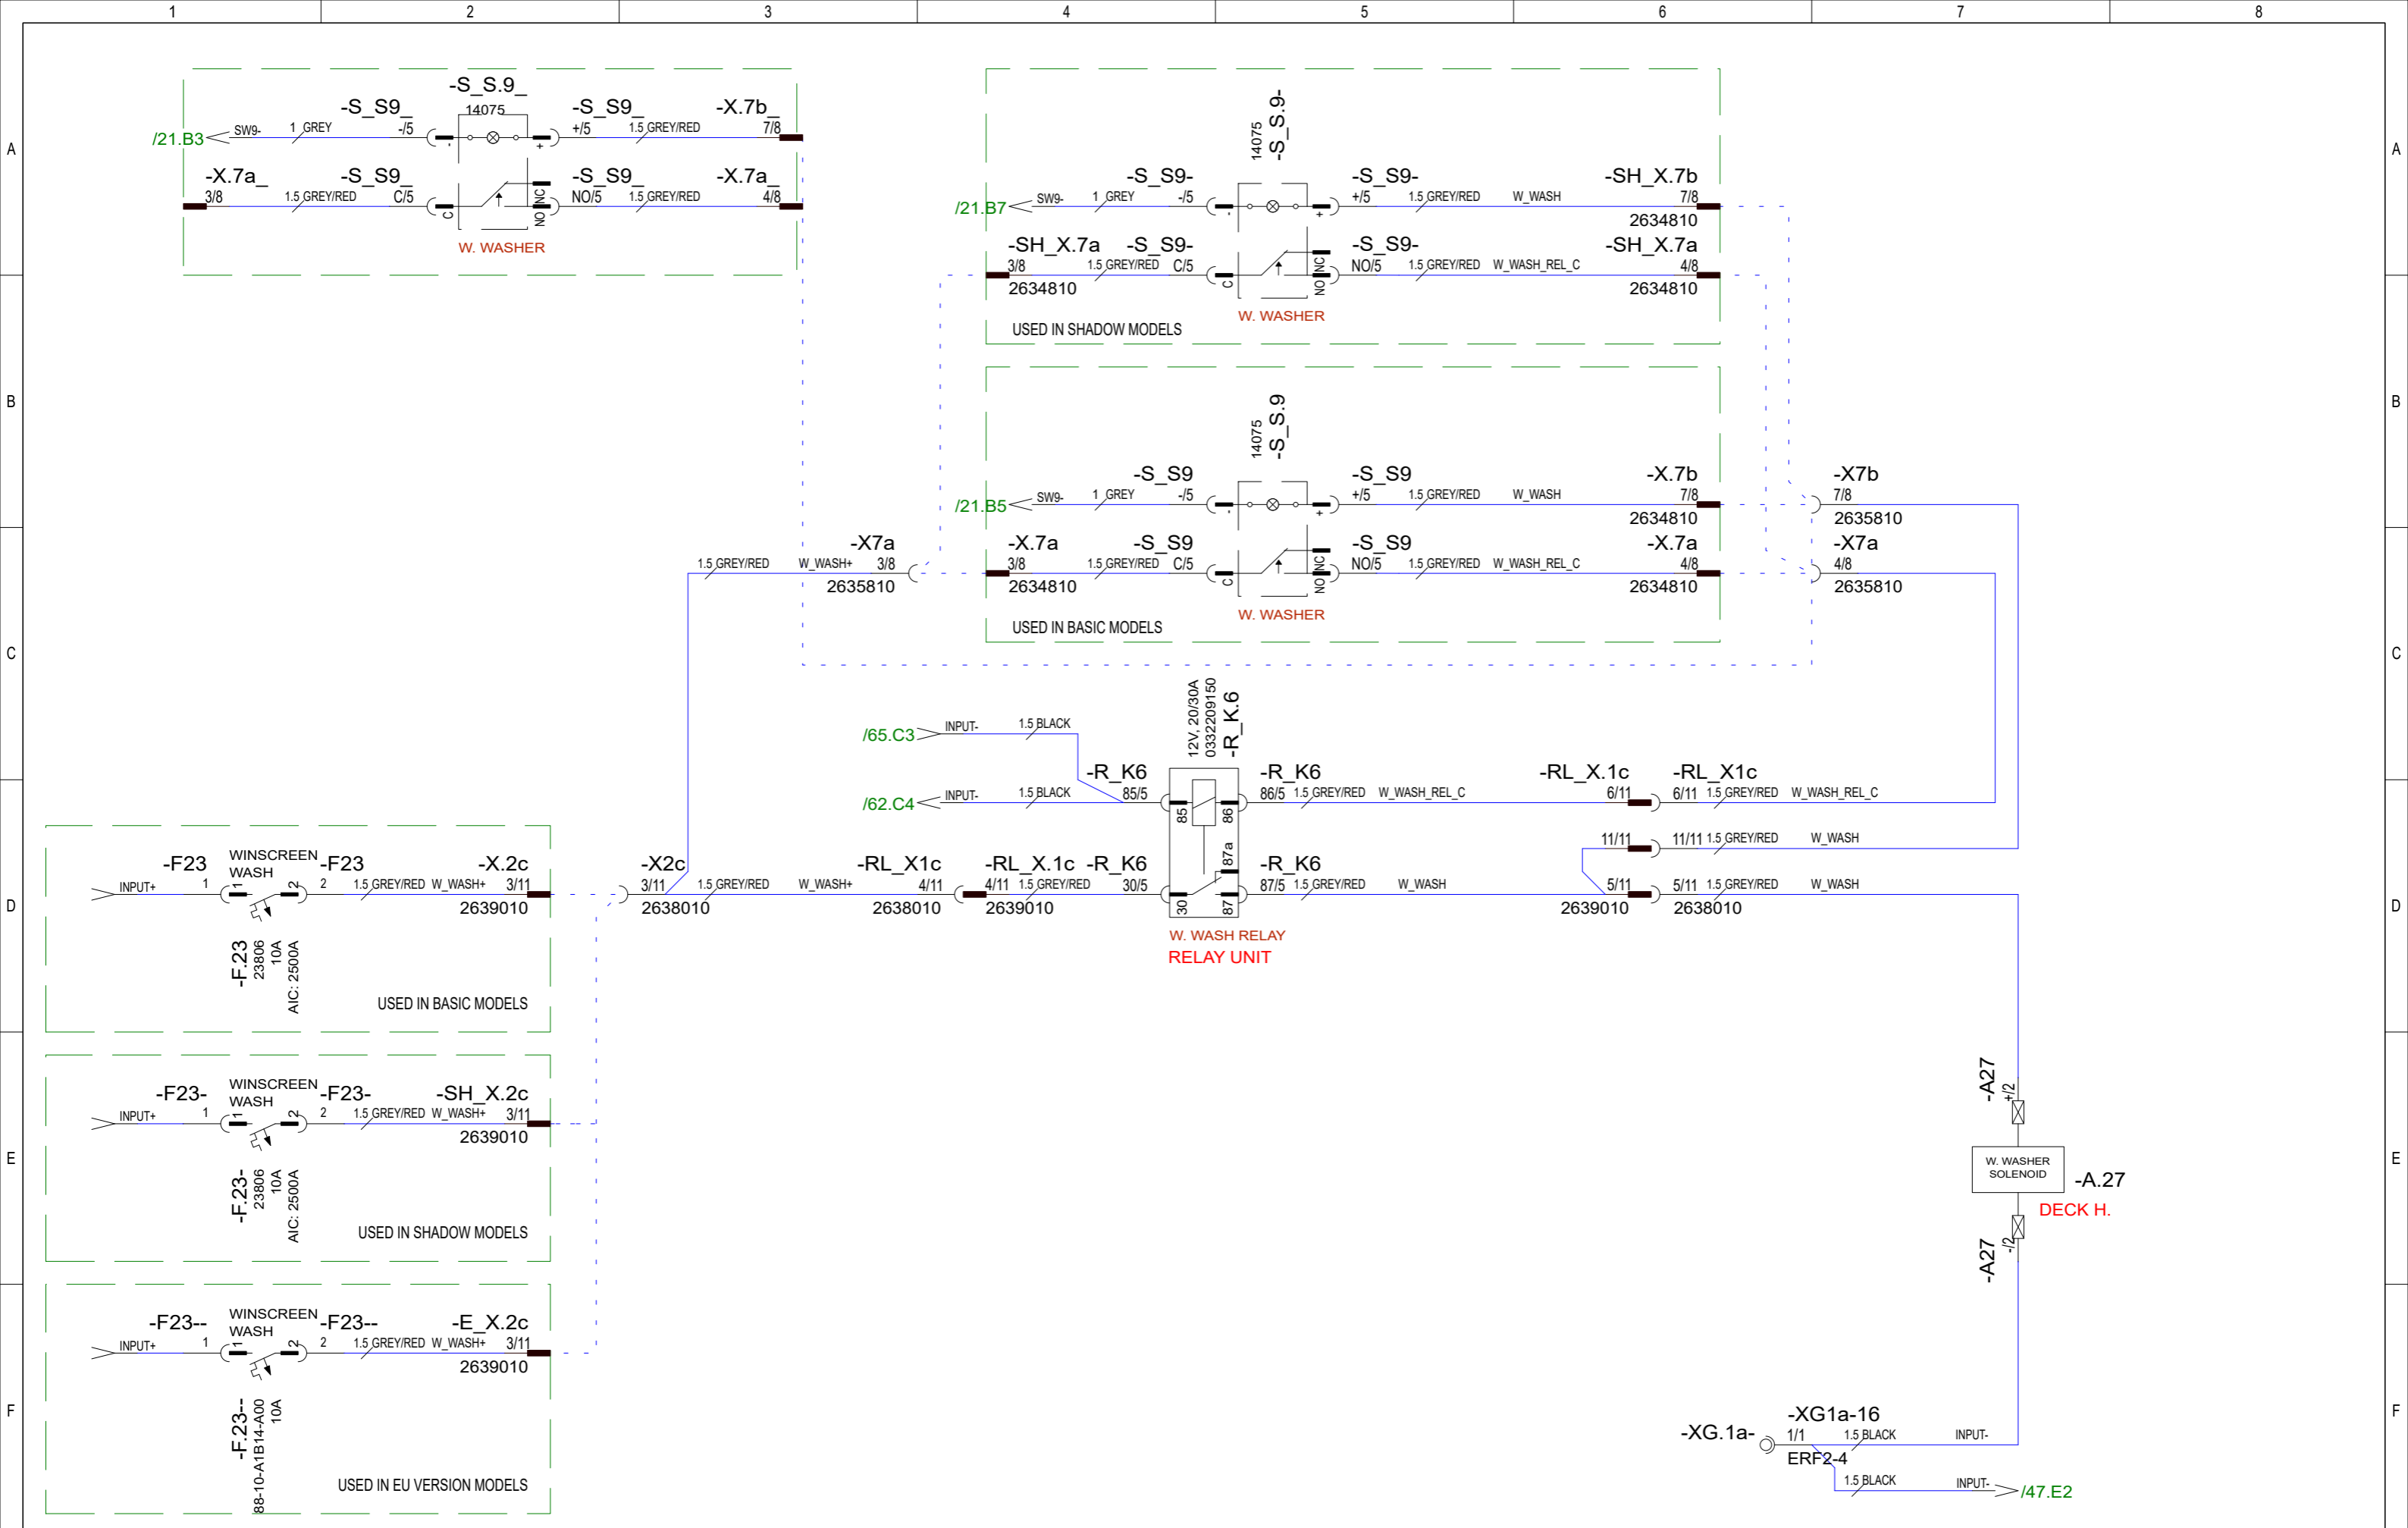 1 2 3 4 5 6 7 8
A A
B B
C C
D D
E E
F F
-S_S.9_
14075
/21.B3 SW9- 1 GREY -S_S9_ -/5 - + -S_S9_ +/5 1.5 GREY/RED -X.7b_ 7/8
-X.7a_ 3/8 1.5 GREY/RED -S_S9_ C/5 C NO NC -S_S9_ NO/5 1.5 GREY/RED -X.7a_ 4/8
W. WASHER
14075
-S_S.9-
/21.B7 SW9- 1 GREY -S_S9- -/5 - + -S_S9- +/5 1.5 GREY/RED W_WASH -SH_X.7b 7/8
2634810
-SH_X.7a 3/8 1.5 GREY/RED -S_S9- C/5 C NO NC -S_S9- NO/5 1.5 GREY/RED W_WASH_REL_C -SH_X.7a 4/8
2634810 2634810
W. WASHER
USED IN SHADOW MODELS
14075
-S_S.9
/21.B5 SW9- 1 GREY -S_S9 -/5 - + -S_S9 +/5 1.5 GREY/RED W_WASH -X.7b 7/8 -X7b 7/8
2634810 2635810
1.5 GREY/RED W_WASH+ -X7a 3/8 -X.7a 3/8 1.5 GREY/RED -S_S9 C/5 C NO NC -S_S9 NO/5 1.5 GREY/RED W_WASH_REL_C -X.7a 4/8 -X7a 4/8
2635810 2634810 2634810 2635810
W. WASHER
USED IN BASIC MODELS
12V, 20/30A
0332209150
-R_K.6
/65.C3 INPUT- 1.5 BLACK
/62.C4 INPUT- 1.5 BLACK -R_K6 85/5 85 86 -R_K6 86/5 1.5 GREY/RED W_WASH_REL_C -RL_X.1c 6/11 -RL_X1c 6/11 1.5 GREY/RED W_WASH_REL_C
87a
11/11 11/11 1.5 GREY/RED W_WASH
-F23 WINSCREEN WASH -F23 -X.2c -X2c -RL_X1c -RL_X.1c -R_K6 -R_K6
INPUT+ 1 1 2 2 1.5 GREY/RED W_WASH+ 3/11 3/11 1.5 GREY/RED W_WASH+ 4/11 4/11 1.5 GREY/RED 30/5 30 87 87/5 1.5 GREY/RED W_WASH 5/11 5/11 1.5 GREY/RED W_WASH
2639010 2638010 2638010 2639010 2639010 2638010
W. WASH RELAY
RELAY UNIT
-F.23
23806
10A
AIC: 2500A
USED IN BASIC MODELS
-F23- WINSCREEN WASH -F23- -SH_X.2c
INPUT+ 1 1 2 2 1.5 GREY/RED W_WASH+ 3/11
2639010
-F.23-
23806
10A
AIC: 2500A
USED IN SHADOW MODELS
-A27
+/2
W. WASHER
SOLENOID
-A.27
DECK H.
-A27
-/2
-F23-- WINSCREEN WASH -F23-- -E_X.2c
INPUT+ 1 1 2 2 1.5 GREY/RED W_WASH+ 3/11
2639010
-F.23--
88-10-A1B14-A00
10A
USED IN EU VERSION MODELS
-XG.1a- -XG1a-16
1/1 1.5 BLACK INPUT-
ERF2-4
1.5 BLACK INPUT- /47.E2